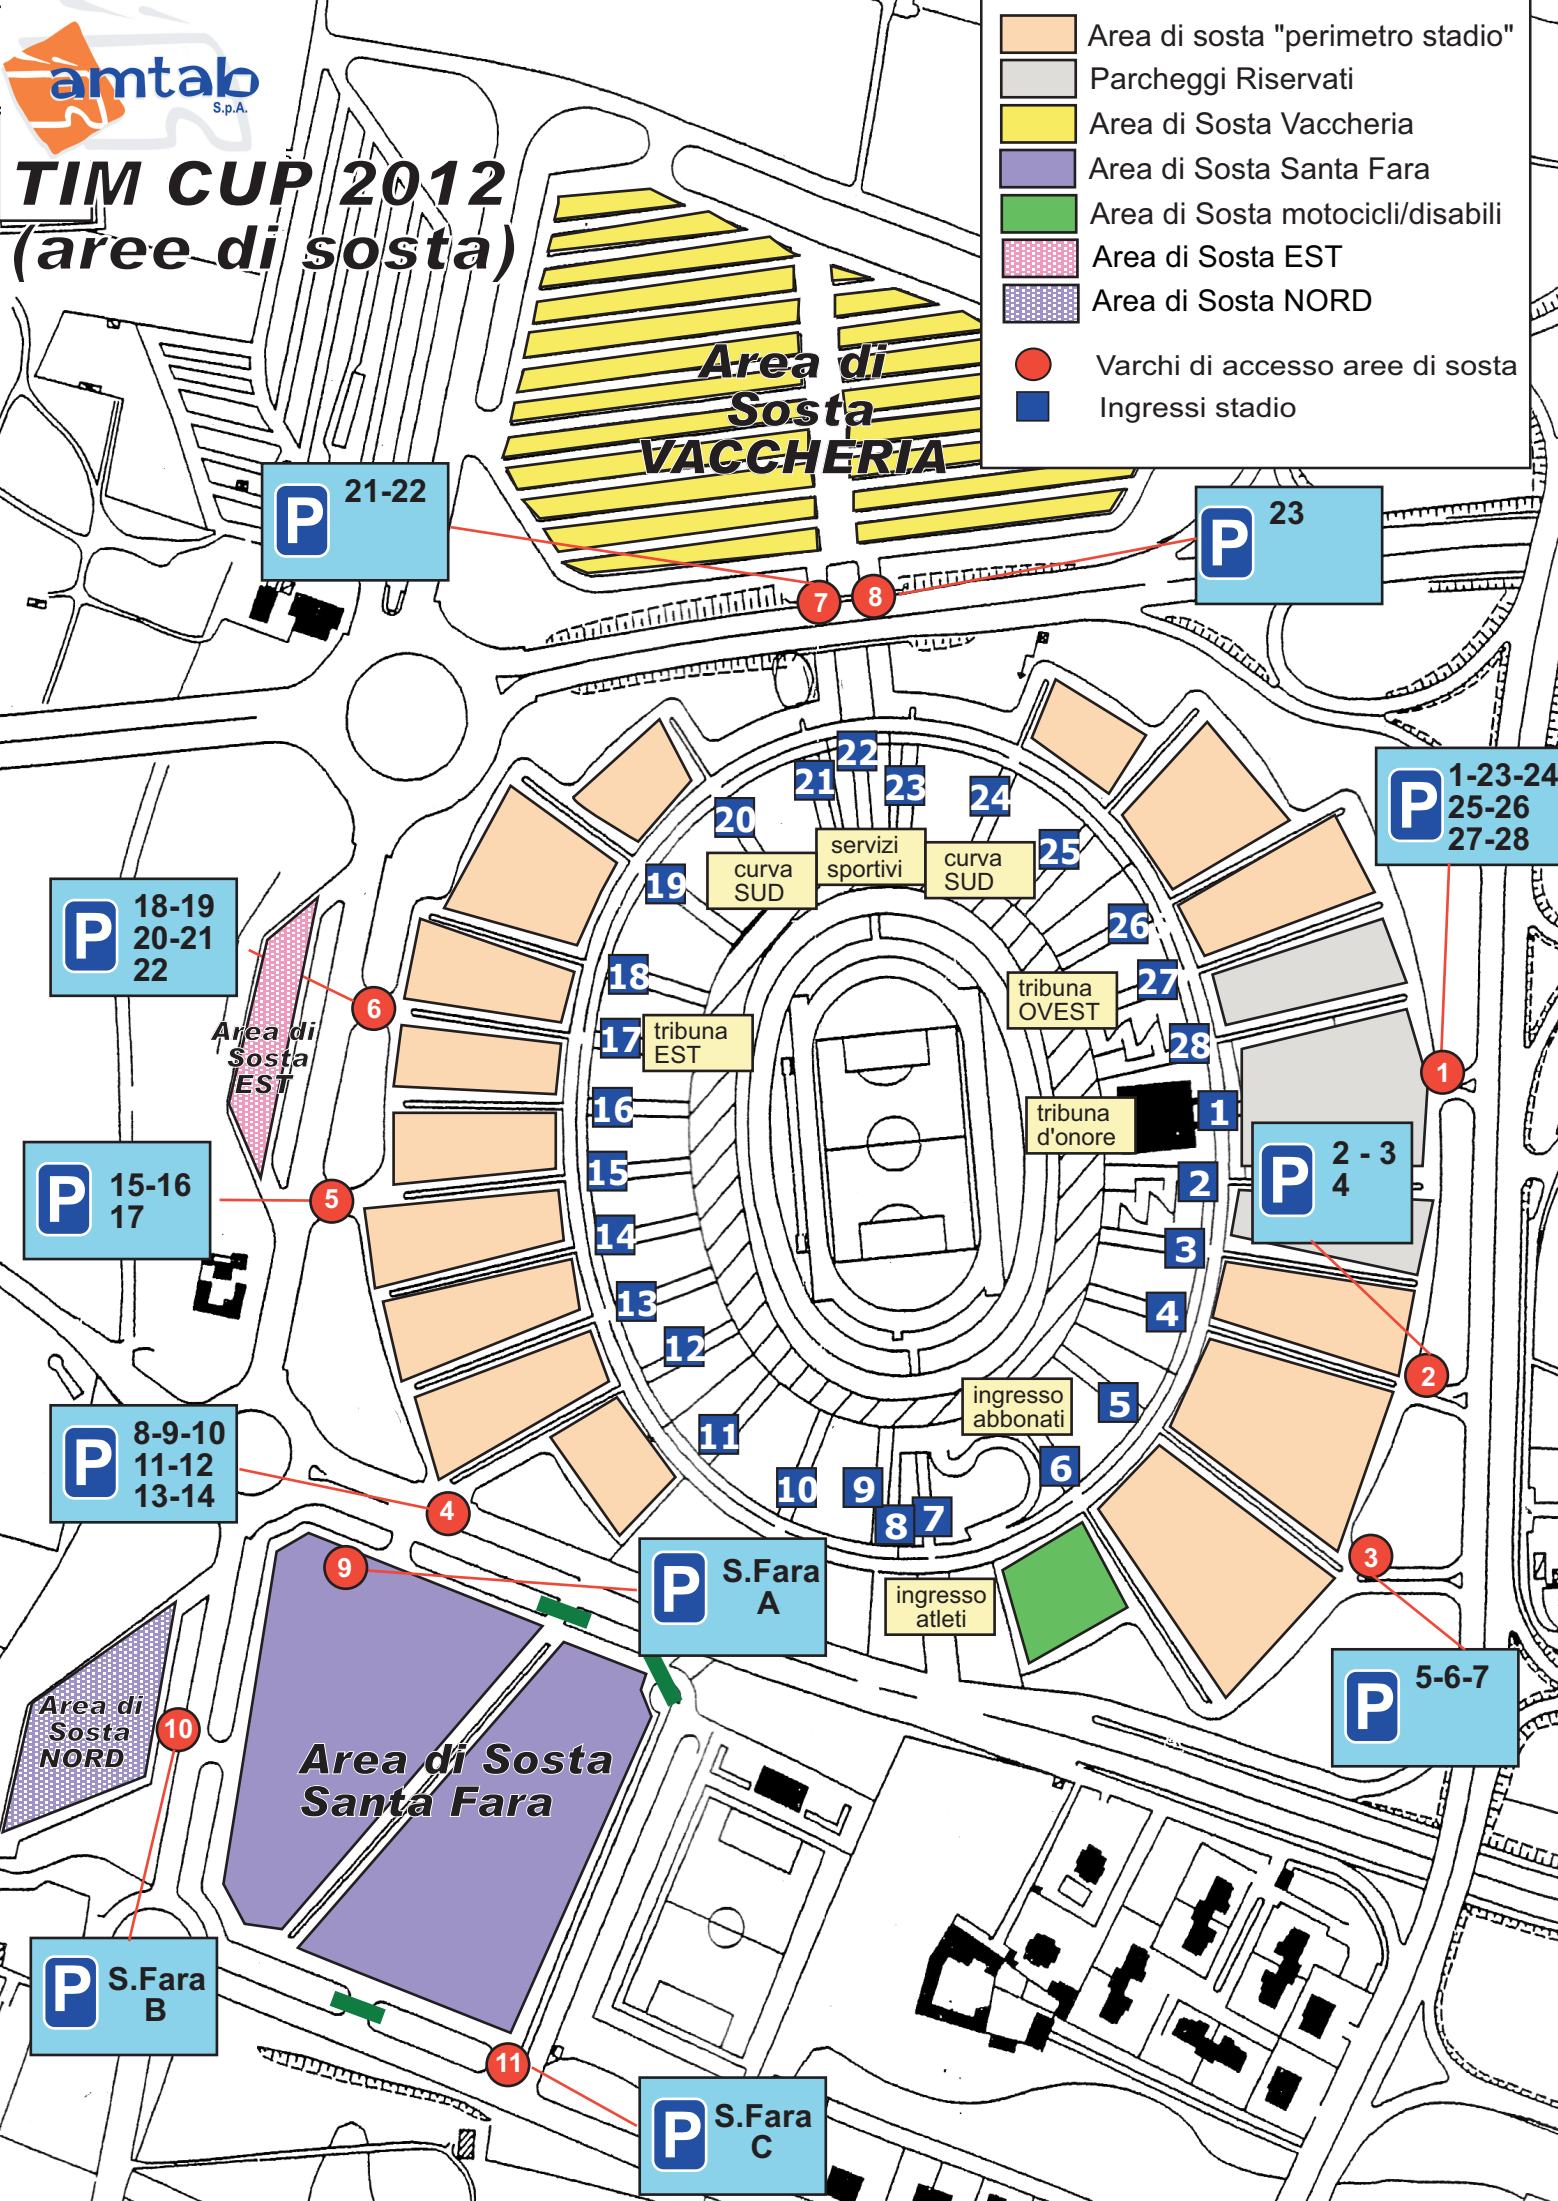 amtab
S.p.A.
TIM CUP 2012
(aree di sosta)
Area di sosta "perimetro stadio"
Parcheggi Riservati
Area di Sosta Vaccheria
Area di Sosta Santa Fara
Area di Sosta motocicli/disabili
Area di Sosta EST
Area di Sosta NORD
Varchi di accesso aree di sosta
Ingressi stadio
Area di
Sosta
VACCHERIA
P
21-22
P
23
7
8
22
21
23
24
20
25
19
servizi
sportivi
curva
SUD
curva
SUD
P
1-23-24
25-26
27-28
P
18-19
20-21
22
26
18
27
6
tribuna
OVEST
17
tribuna
EST
28
Area di
Sosta
EST
1
16
1
tribuna
d'onore
P
2 - 3
4
15
2
P
15-16
17
5
14
3
13
4
12
2
ingresso
abbonati
5
11
P
8-9-10
11-12
13-14
6
10
9
8
7
4
3
9
P
S.Fara
A
ingresso
atleti
P
5-6-7
Area di
Sosta
NORD
10
Area di Sosta
Santa Fara
P
S.Fara
B
11
P
S.Fara
C